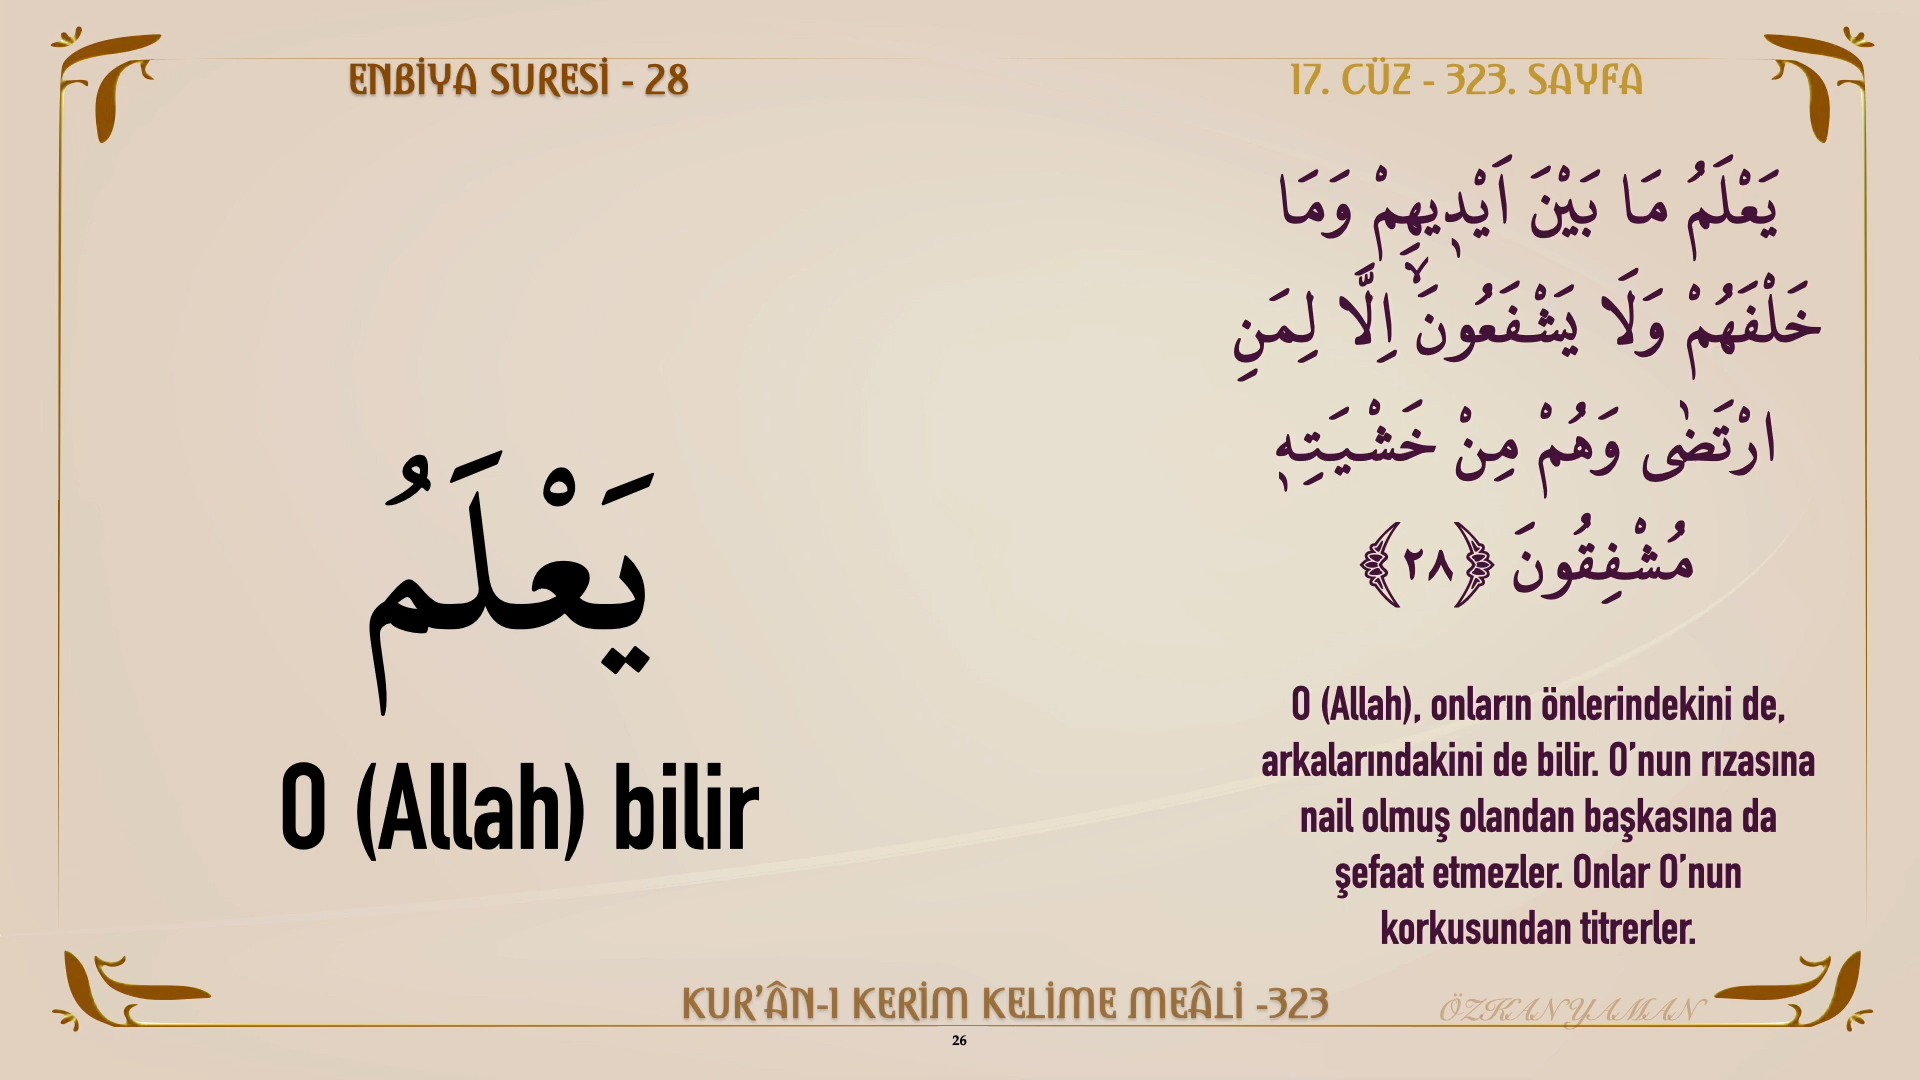 ENBİYA SURESİ - 28
17. CÜZ - 323. SAYFA
يَعْلَمُ مَا بَيْنَ اَيْد۪يهِمْ وَمَا
خَلْفَهُمْ وَلَا يَشْفَعُونَۙ اِلَّا لِمَنِ
ارْتَضٰى وَهُمْ مِنْ خَشْيَتِه۪
مُشْفِقُونَ ﴿٢٨﴾
يَعْلَمُ
O (Allah) bilir
O (Allah), onların önlerindekini de,
arkalarındakini de bilir. O’nun rızasına
nail olmuş olandan başkasına da
şefaat etmezler. Onlar O’nun
korkusundan titrerler.
KUR’ÂN-I KERİM KELİME MEÂLİ -323
ÖZKAN YAMAN
26